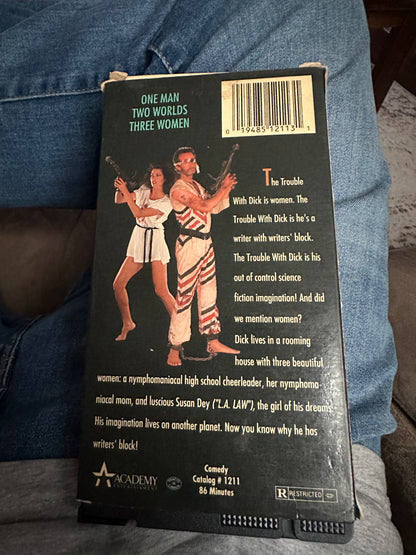 ONE MAN
TWO WORLDS
THREE WOMEN
0 19485 12113 1
The Trouble
With Dick is women. The
Trouble With Dick is he's a
writer with writers' block.
The Trouble With Dick is his
out of control science
fiction imagination! And did
we mention women?
Dick lives in a rooming
house with three beautiful
women: a nymphomaniacal high school cheerleader, her nymphoma-
niacal mom, and luscious Susan Dey ("L.A. LAW"), the girl of his dreams.
His imagination lives on another planet. Now you know why he has
writers' block!
ACADEMY
ENTERTAINMENT
Comedy
Catalog # 1211
86 Minutes
R RESTRICTED